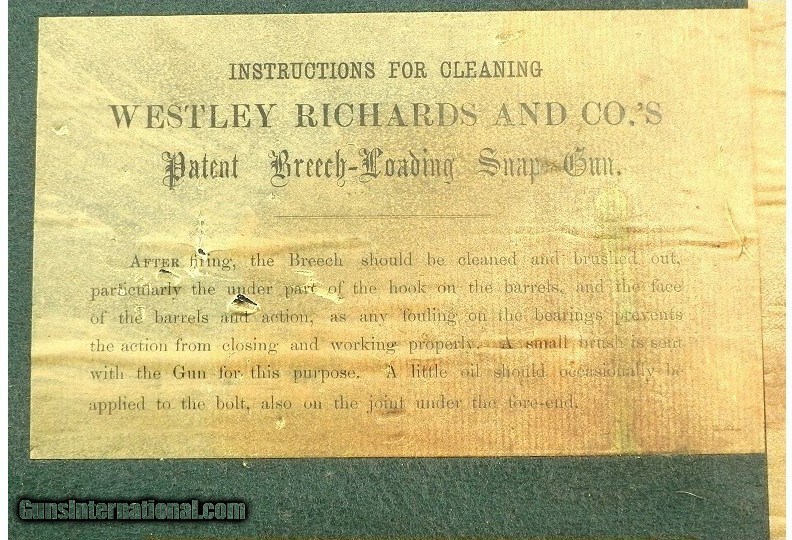 INSTRUCTIONS FOR CLEANING
WESTLEY RICHARDS AND CO.'S
Patent Breech-Loading Snap Gun.
AFTER firing, the Breech should be cleaned and brushed out,
particularly the under part of the hook on the barrels, and the face
of the barrels and action, as any fouling on the bearings prevents
the action from closing and working properly. A small brush is sent
with the Gun for this purpose. A little oil should occasionally be
applied to the bolt, also on the joint under the fore-end.
GunsInternational.com